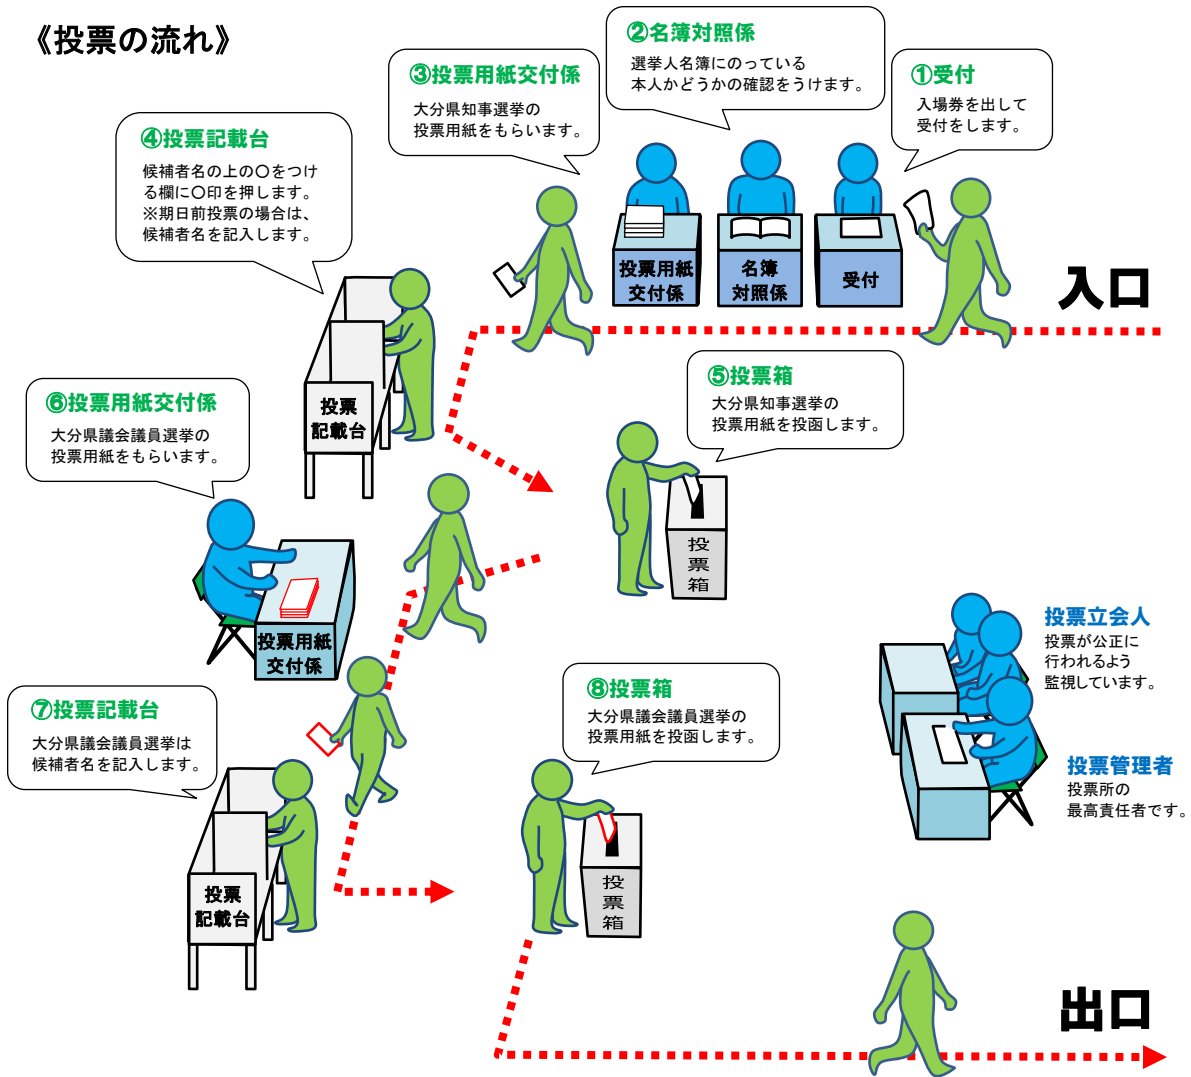 《投票の流れ》
①受付
入場券を出して
受付をします。
②名簿対照係
選挙人名簿にのっている
本人かどうかの確認をうけます。
③投票用紙交付係
大分県知事選挙の
投票用紙をもらいます。
④投票記載台
候補者名の上の〇をつけ
る欄に〇印を押します。
※期日前投票の場合は、
候補者名を記入します。
投票用紙
交付係
名簿
対照係
受付
入口
投票
記載台
⑤投票箱
大分県知事選挙の
投票用紙を投函します。
投票箱
⑥投票用紙交付係
大分県議会議員選挙の
投票用紙をもらいます。
投票用紙
交付係
⑦投票記載台
大分県議会議員選挙は
候補者名を記入します。
投票
記載台
⑧投票箱
大分県議会議員選挙の
投票用紙を投函します。
投票箱
投票立会人
投票が公正に
行われるよう
監視しています。
投票管理者
投票所の
最高責任者です。
出口